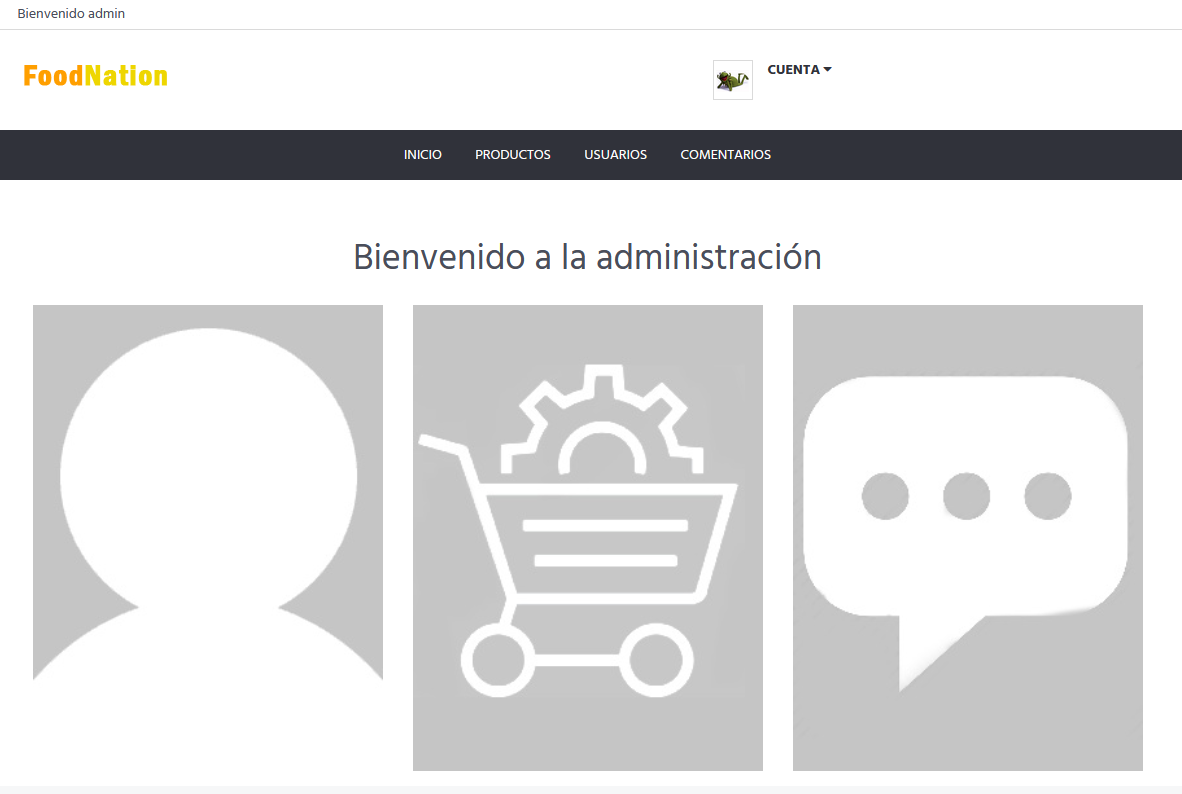 Bienvenido admin
FoodNation
CUENTA
INICIO PRODUCTOS USUARIOS COMENTARIOS
Bienvenido a la administración